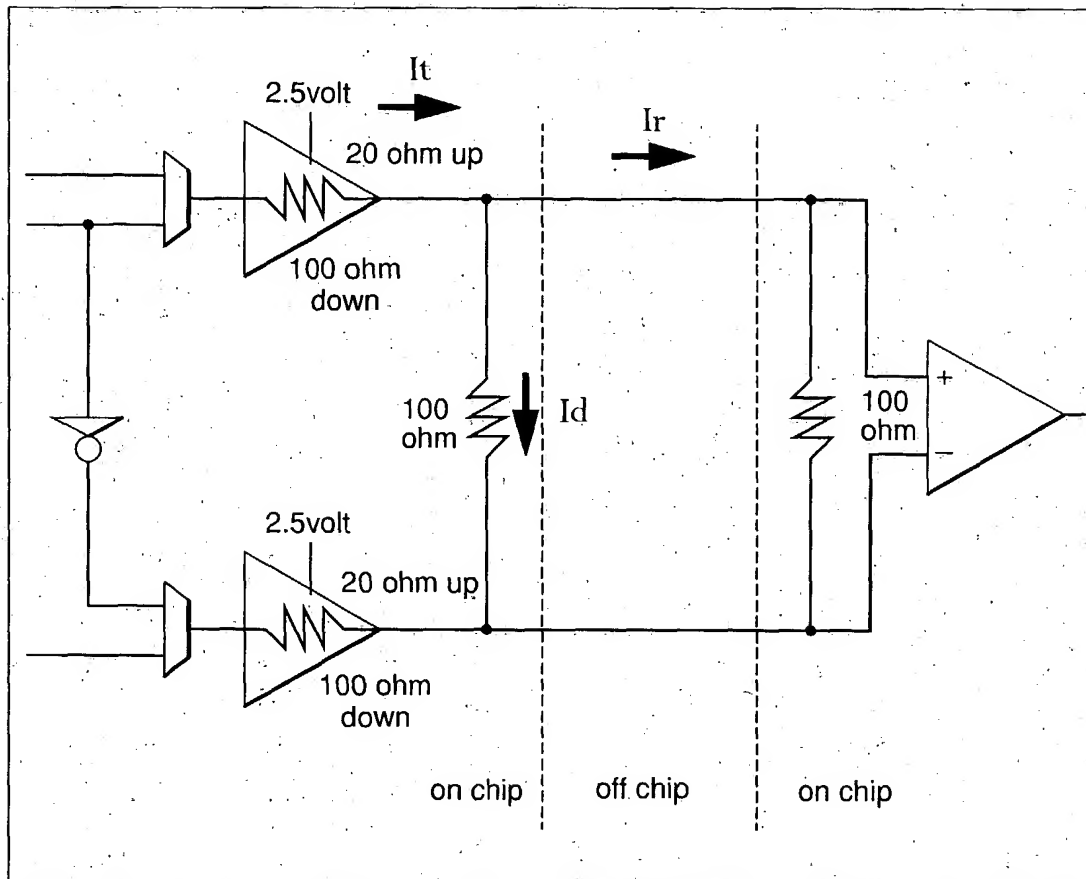 It
2.5volt
20 ohm up
Ir
100 ohm
down
100
ohm
Id
100
ohm
+
−
2.5volt
20 ohm up
100 ohm
down
on chip
off chip
on chip